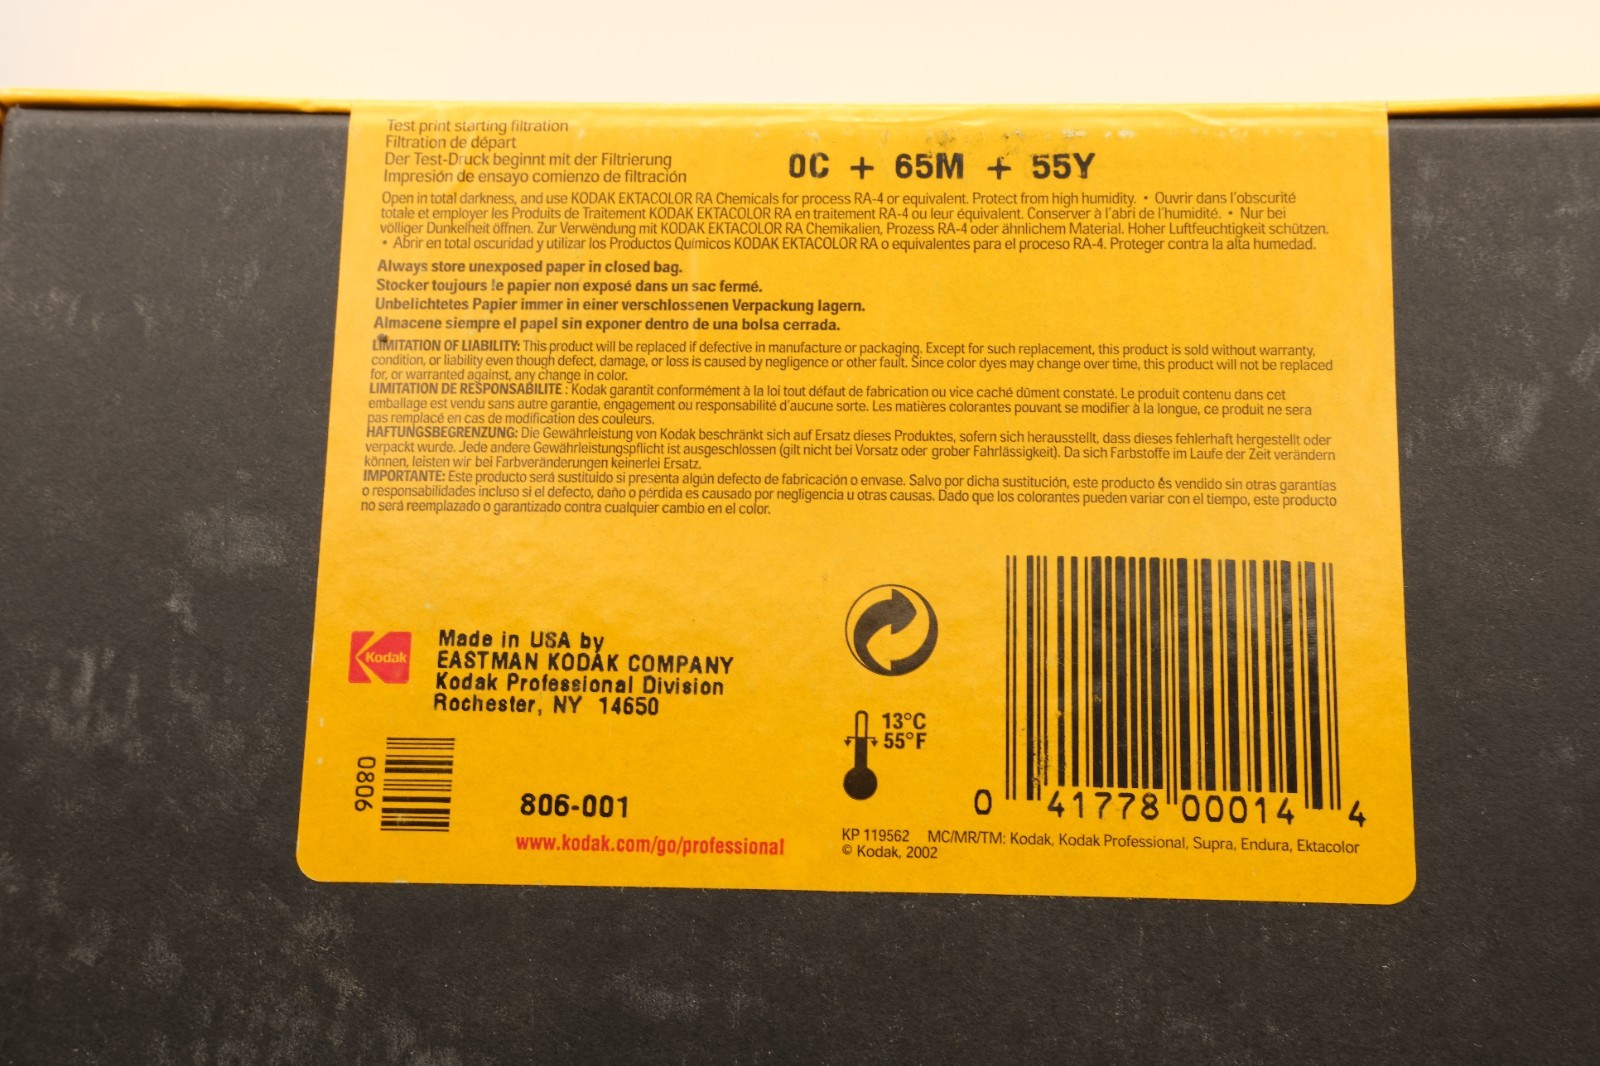 Test print starting filtration
Filtration de départ
Der Test-Druck beginnt mit der Filtrierung
Impresión de ensayo comienzo de filtración
0C + 65M + 55Y
Open in total darkness, and use KODAK EKTACOLOR RA Chemicals for process RA-4 or equivalent. Protect from high humidity. • Ouvrir dans l'obscurité
totale et employer les Produits de Traitement KODAK EKTACOLOR RA en traitement RA-4 ou leur équivalent. Conserver à l'abri de l'humidité. • Nur bei
völliger Dunkelheit öffnen. Zur Verwendung mit KODAK EKTACOLOR RA Chemikalien, Prozess RA-4 oder ähnlichem Material. Hoher Luftfeuchtigkeit schützen.
• Abrir en total oscuridad y utilizar los Productos Químicos KODAK EKTACOLOR RA o equivalentes para el proceso RA-4. Proteger contra la alta humedad.
Always store unexposed paper in closed bag.
Stocker toujours le papier non exposé dans un sac fermé.
Unbelichtetes Papier immer in einer verschlossenen Verpackung lagern.
Almacene siempre el papel sin exponer dentro de una bolsa cerrada.
LIMITATION OF LIABILITY: This product will be replaced if defective in manufacture or packaging. Except for such replacement, this product is sold without warranty,
condition, or liability even though defect, damage, or loss is caused by negligence or other fault. Since color dyes may change over time, this product will not be replaced
for, or warranted against, any change in color.
LIMITATION DE RESPONSABILITE : Kodak garantit conformément à la loi tout défaut de fabrication ou vice caché dûment constaté. Le produit contenu dans cet
emballage est vendu sans autre garantie, engagement ou responsabilité d'aucune sorte. Les matières colorantes pouvant se modifier à la longue, ce produit ne sera
pas remplacé en cas de modification des couleurs.
HAFTUNGSBEGRENZUNG: Die Gewährleistung von Kodak beschränkt sich auf Ersatz dieses Produktes, sofern sich herausstellt, dass dieses fehlerhaft hergestellt oder
verpackt wurde. Jede andere Gewährleistungspflicht ist ausgeschlossen (gilt nicht bei Vorsatz oder grober Fahrlässigkeit). Da sich Farbstoffe im Laufe der Zeit verändern
können, leisten wir bei Farbveränderungen keinerlei Ersatz.
IMPORTANTE: Este producto será sustituido si presenta algún defecto de fabricación o envase. Salvo por dicha sustitución, este producto és vendido sin otras garantías
o responsabilidades incluso si el defecto, daño o pérdida es causado por negligencia u otras causas. Dado que los colorantes pueden variar con el tiempo, este producto
no será reemplazado o garantizado contra cualquier cambio en el color.
Kodak
Made in USA by
EASTMAN KODAK COMPANY
Kodak Professional Division
Rochester, NY 14650
0806
806-001
www.kodak.com/go/professional
13°C
55°F
0 41778 00014 4
KP 119562 MC/MR/TM: Kodak, Kodak Professional, Supra, Endura, Ektacolor
© Kodak, 2002